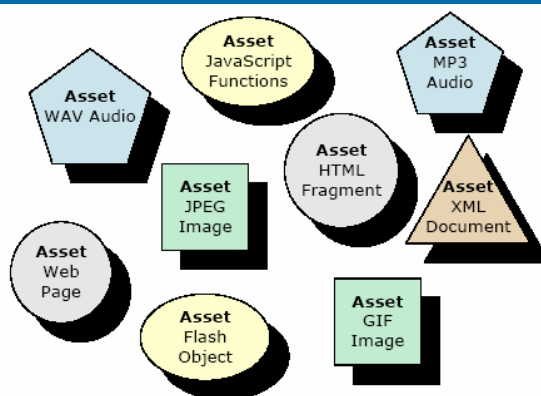 Asset
JavaScript
Functions
Asset
MP3
Audio
Asset
WAV Audio
Asset
HTML
Fragment
Asset
JPEG
Image
Asset
XML
Document
Asset
Web
Page
Asset
Flash
Object
Asset
GIF
Image